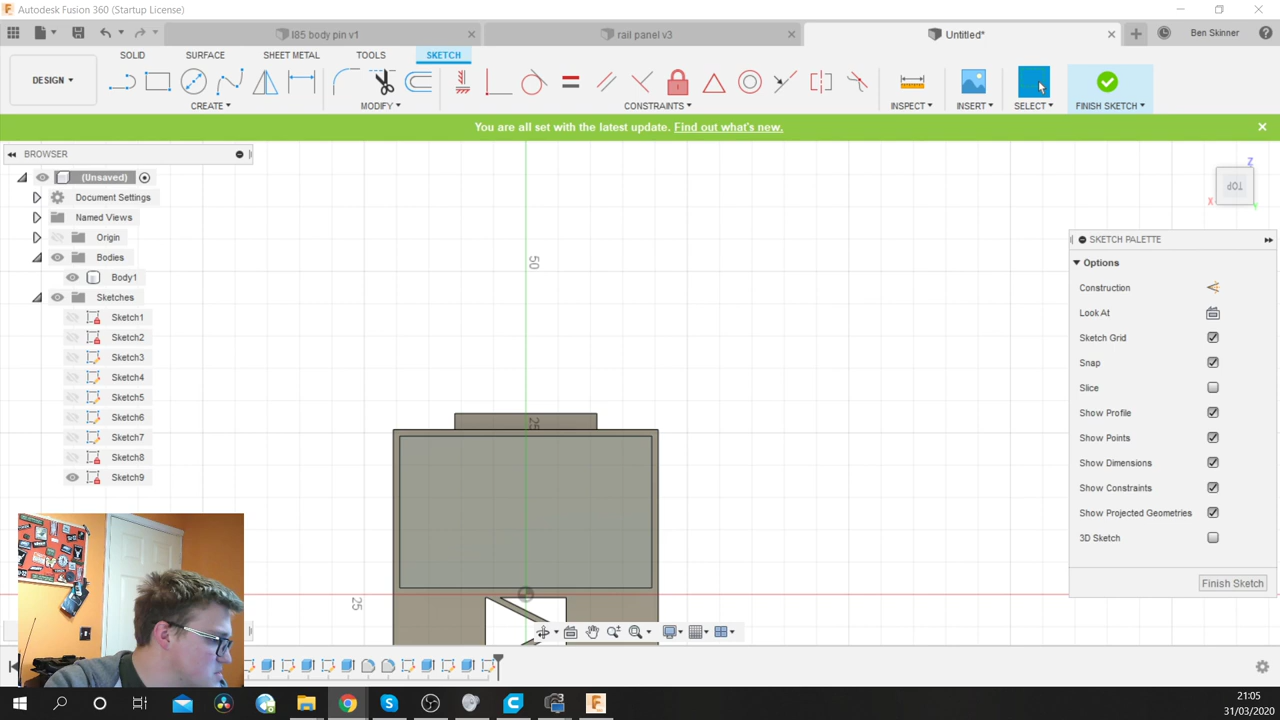 Autodesk Fusion 360 (Startup License)
I85 body pin v1
rail panel v3
Untitled*
Ben Skinner
DESIGN
SOLID
SURFACE
SHEET METAL
TOOLS
SKETCH
CREATE
MODIFY
CONSTRAINTS
INSPECT
INSERT
SELECT
FINISH SKETCH
You are all set with the latest update. Find out what's new.
BROWSER
(Unsaved)
Document Settings
Named Views
Origin
Bodies
Body1
Sketches
Sketch1
Sketch2
Sketch3
Sketch4
Sketch5
Sketch6
Sketch7
Sketch8
Sketch9
50
25
25
Z
TOP
X
Y
SKETCH PALETTE
Options
Construction
Look At
Sketch Grid
Snap
Slice
Show Profile
Show Points
Show Dimensions
Show Constraints
Show Projected Geometries
3D Sketch
Finish Sketch
21:05
31/03/2020